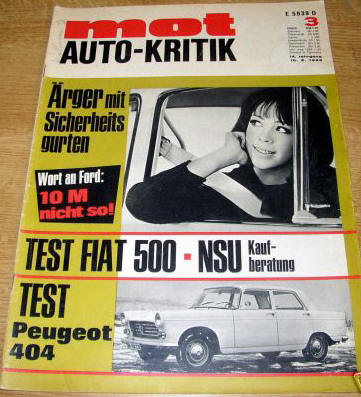 mot
AUTO-KRITIK
E 5939 D
3
Ärger mit
Sicherheits
gurten
Wort an Ford:
10 M
nicht so!
TEST FIAT 500 · NSU Kauf-
beratung
TEST
Peugeot
404